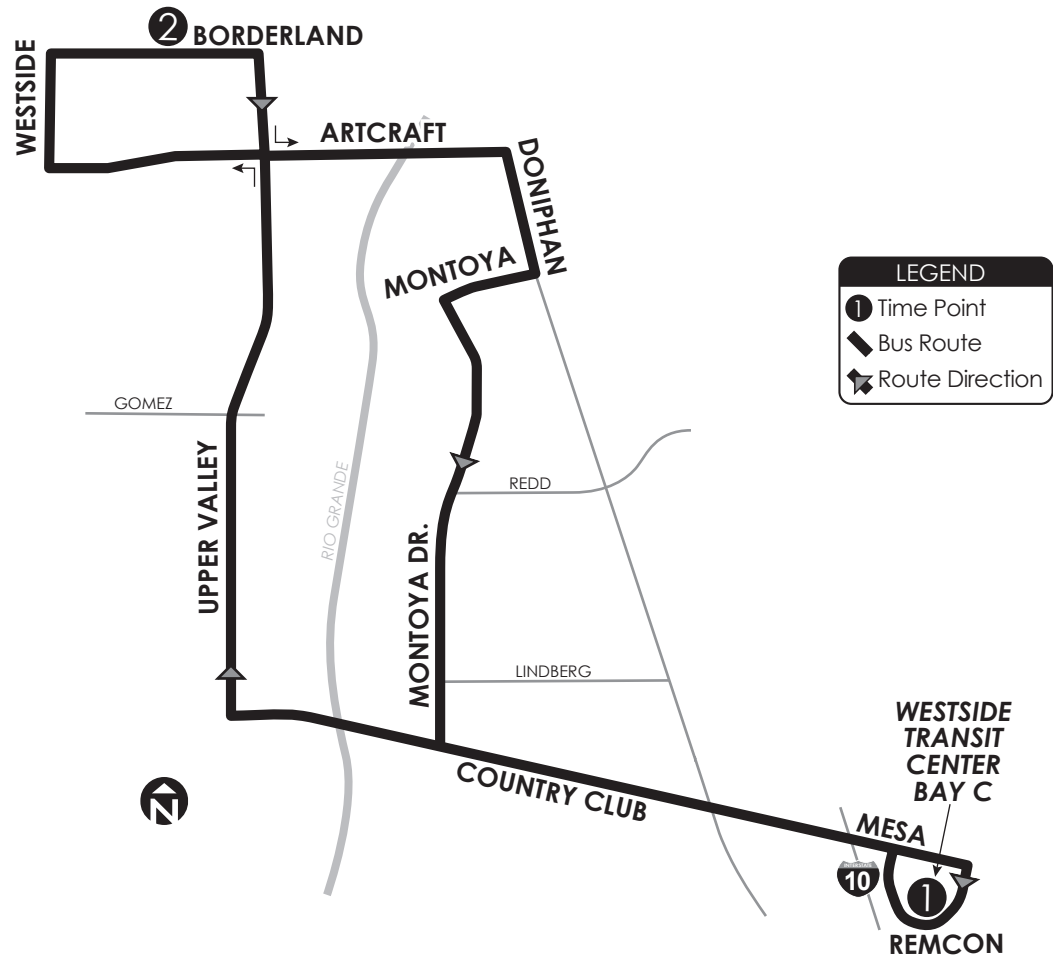 2 BORDERLAND
WESTSIDE
ARTCRAFT
DONIPHAN
MONTOYA
LEGEND
1 Time Point
Bus Route
Route Direction
GOMEZ
UPPER VALLEY
RIO GRANDE
REDD
MONTOYA DR.
LINDBERG
WESTSIDE
TRANSIT
CENTER
BAY C
COUNTRY CLUB
N
MESA
INTERSTATE
10
1
REMCON